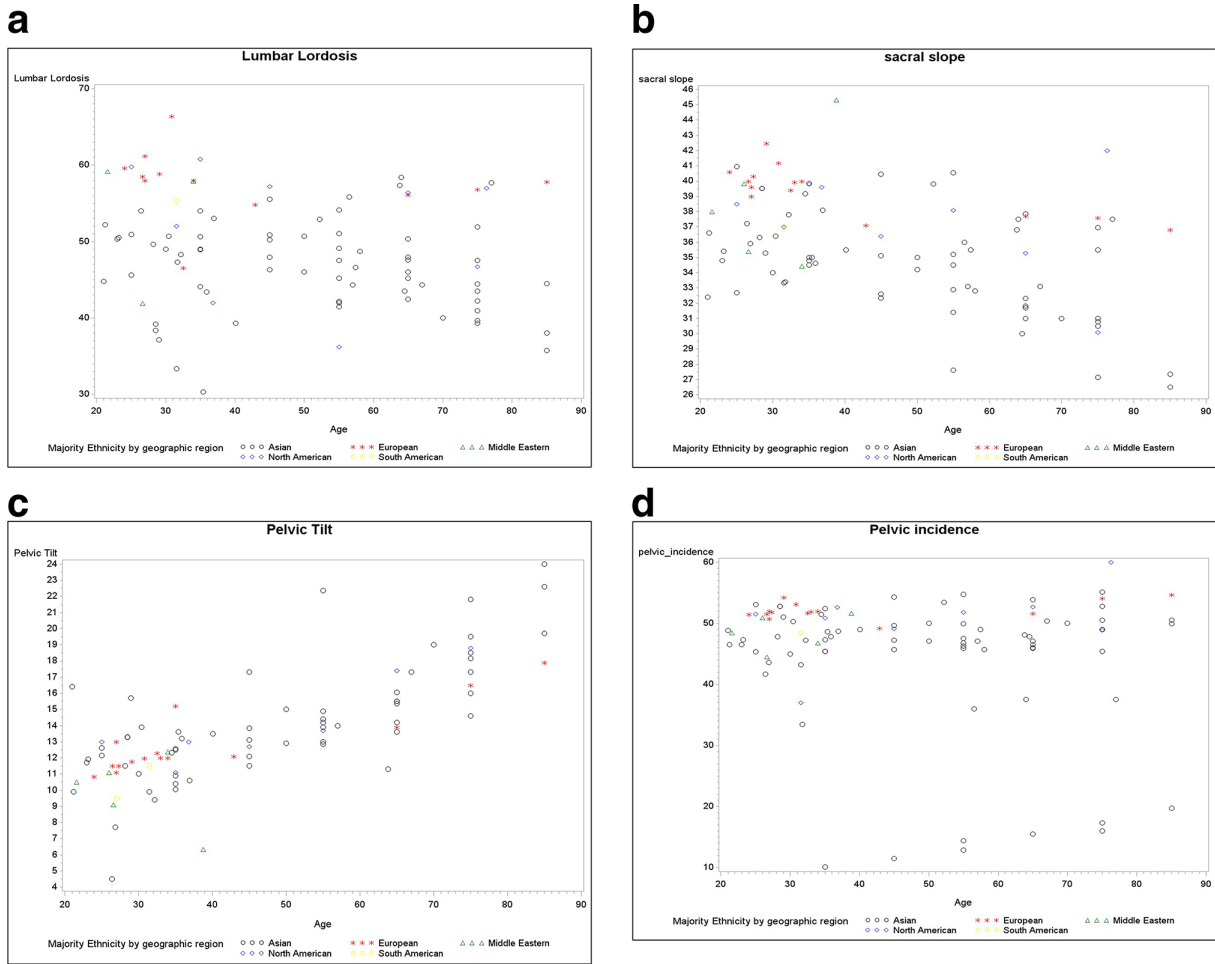 a
Lumbar Lordosis
Lumbar Lordosis
70
60
50
40
30
20 30 40 50 60 70 80 90
Age
Majority Ethnicity by geographic region Asian European Middle Eastern
North American South American
b
sacral slope
sacral slope
46
45
44
43
42
41
40
39
38
37
36
35
34
33
32
31
30
29
28
27
26
20 30 40 50 60 70 80 90
Age
Majority Ethnicity by geographic region Asian European Middle Eastern
North American South American
c
Pelvic Tilt
Pelvic Tilt
24
23
22
21
20
19
18
17
16
15
14
13
12
11
10
9
8
7
6
5
4
20 30 40 50 60 70 80 90
Age
Majority Ethnicity by geographic region Asian European Middle Eastern
North American South American
d
Pelvic incidence
pelvic_incidence
60
50
40
30
20
10
20 30 40 50 60 70 80 90
Age
Majority Ethnicity by geographic region Asian European Middle Eastern
North American South American